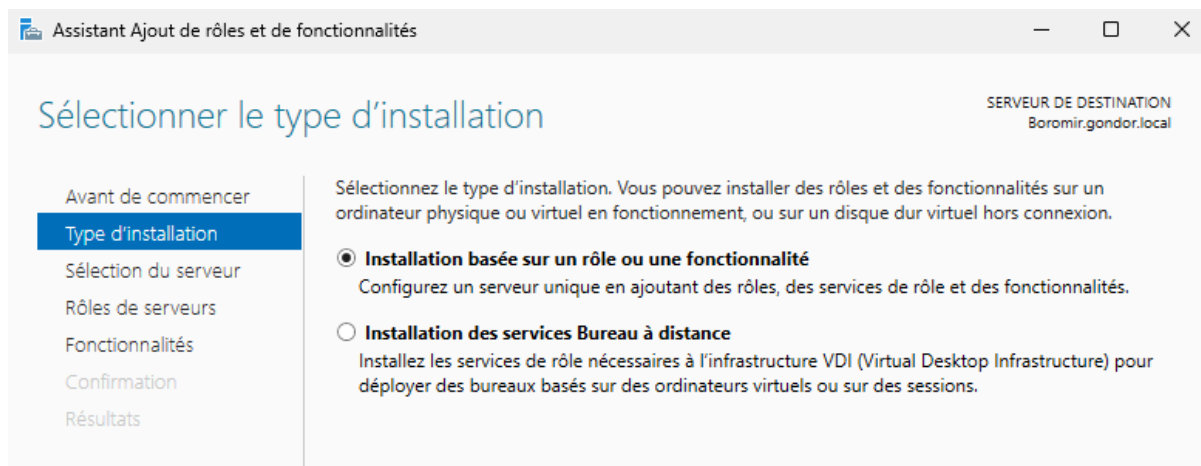 Assistant Ajout de rôles et de fonctionnalités
Sélectionner le type d’installation
SERVEUR DE DESTINATION
Boromir.gondor.local
Avant de commencer
Type d’installation
Sélection du serveur
Rôles de serveurs
Fonctionnalités
Confirmation
Résultats
Sélectionnez le type d’installation. Vous pouvez installer des rôles et des fonctionnalités sur un
ordinateur physique ou virtuel en fonctionnement, ou sur un disque dur virtuel hors connexion.
Installation basée sur un rôle ou une fonctionnalité
Configurez un serveur unique en ajoutant des rôles, des services de rôle et des fonctionnalités.
Installation des services Bureau à distance
Installez les services de rôle nécessaires à l’infrastructure VDI (Virtual Desktop Infrastructure) pour
déployer des bureaux basés sur des ordinateurs virtuels ou sur des sessions.